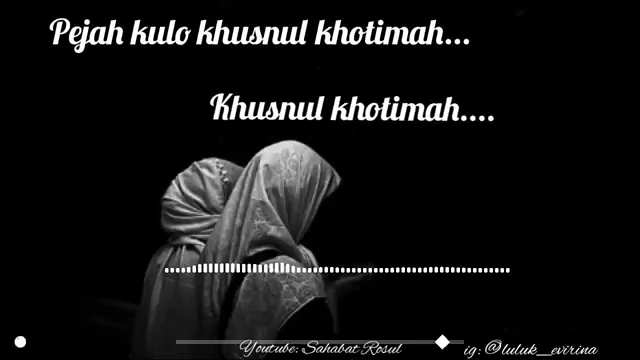 Pejah kulo khusnul khotimah...
Khusnul khotimah....
Youtube: Sahabat Rosul
ig: @luluk_evirina